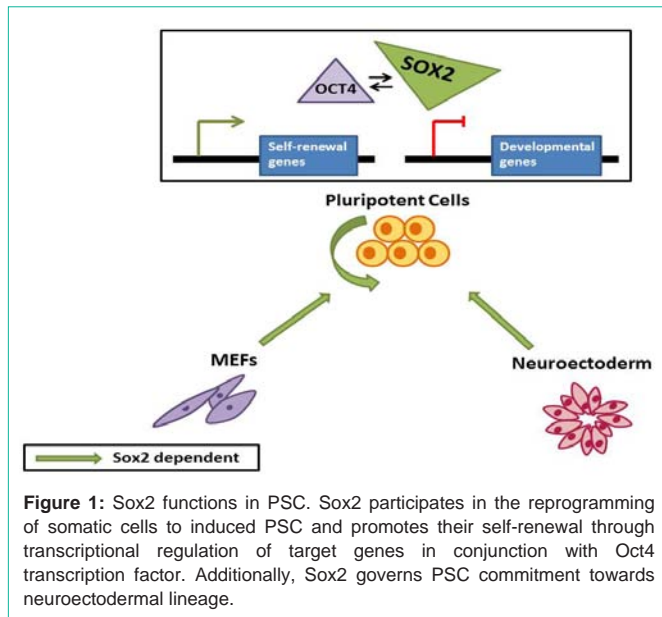 SOX2
OCT4
Self-renewal
genes
Developmental
genes
Pluripotent Cells
MEFs
Neuroectoderm
Sox2 dependent
Figure 1: Sox2 functions in PSC. Sox2 participates in the reprogramming
of somatic cells to induced PSC and promotes their self-renewal through
transcriptional regulation of target genes in conjunction with Oct4
transcription factor. Additionally, Sox2 governs PSC commitment towards
neuroectodermal lineage.